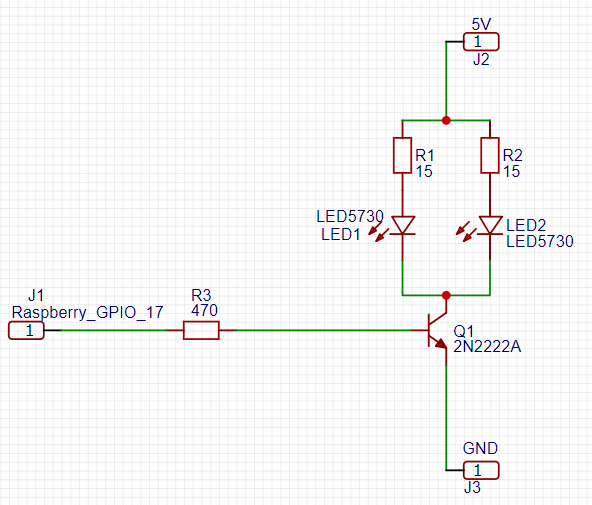 5V
1
J2
R1
15
R2
15
LED5730
LED1
LED2
LED5730
J1
Raspberry_GPIO_17
1
R3
470
Q1
2N2222A
GND
1
J3